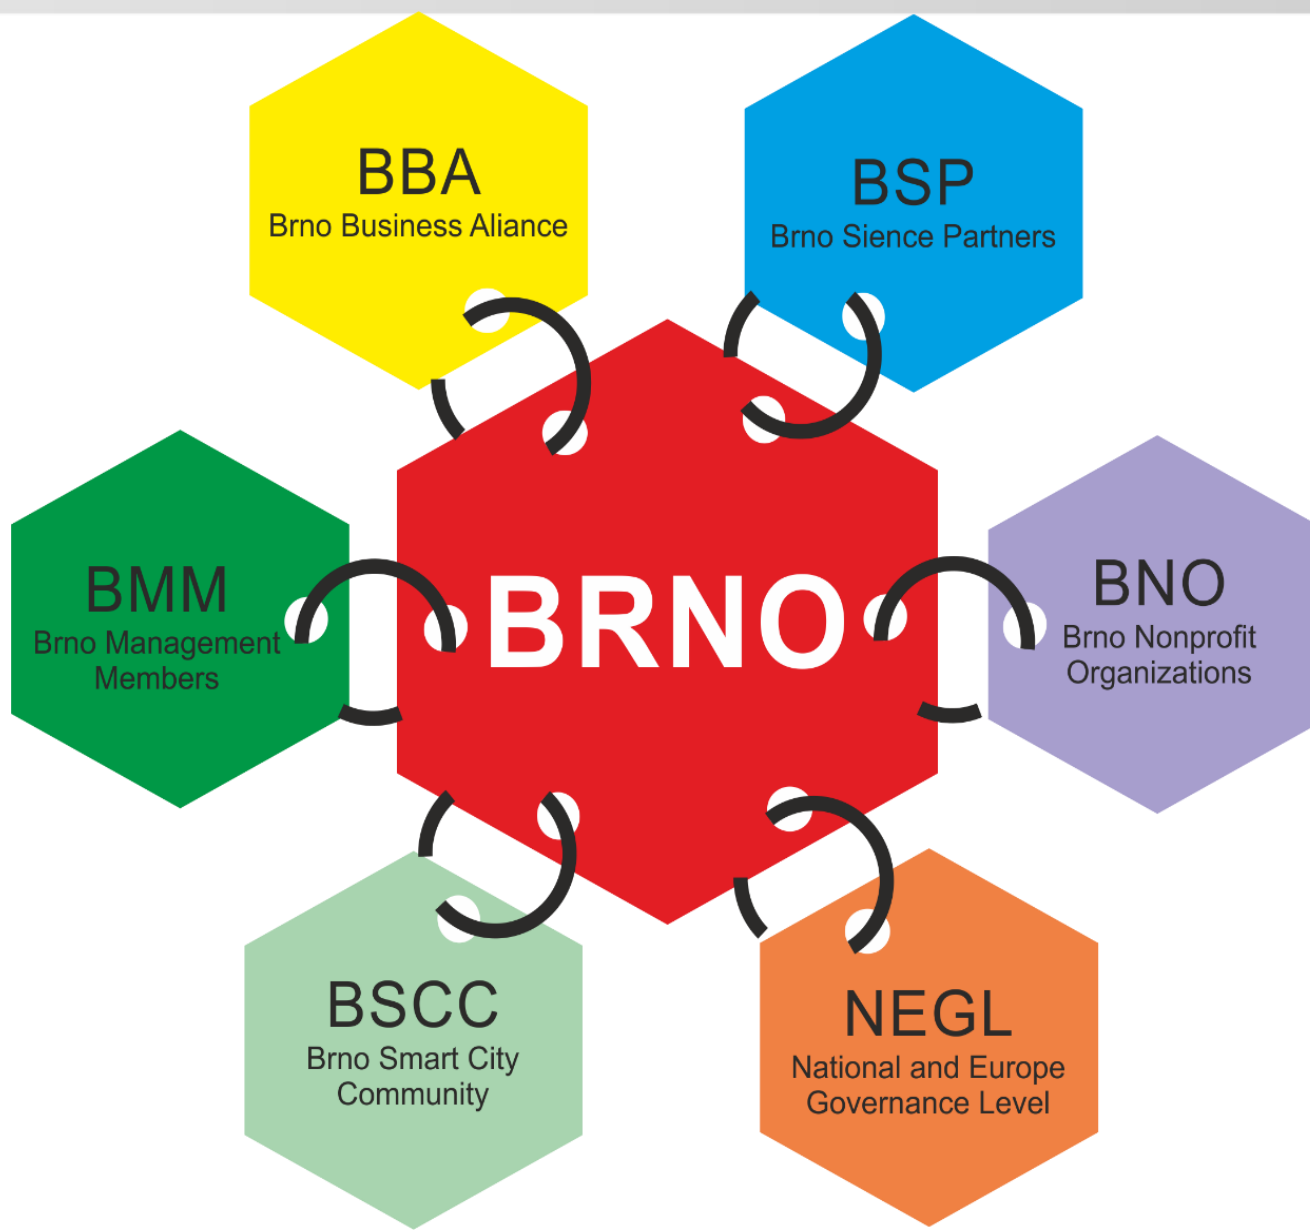 BBA
Brno Business Aliance
BSP
Brno Sience Partners
BMM
Brno Management
Members
BRNO
BNO
Brno Nonprofit
Organizations
BSCC
Brno Smart City
Community
NEGL
National and Europe
Governance Level